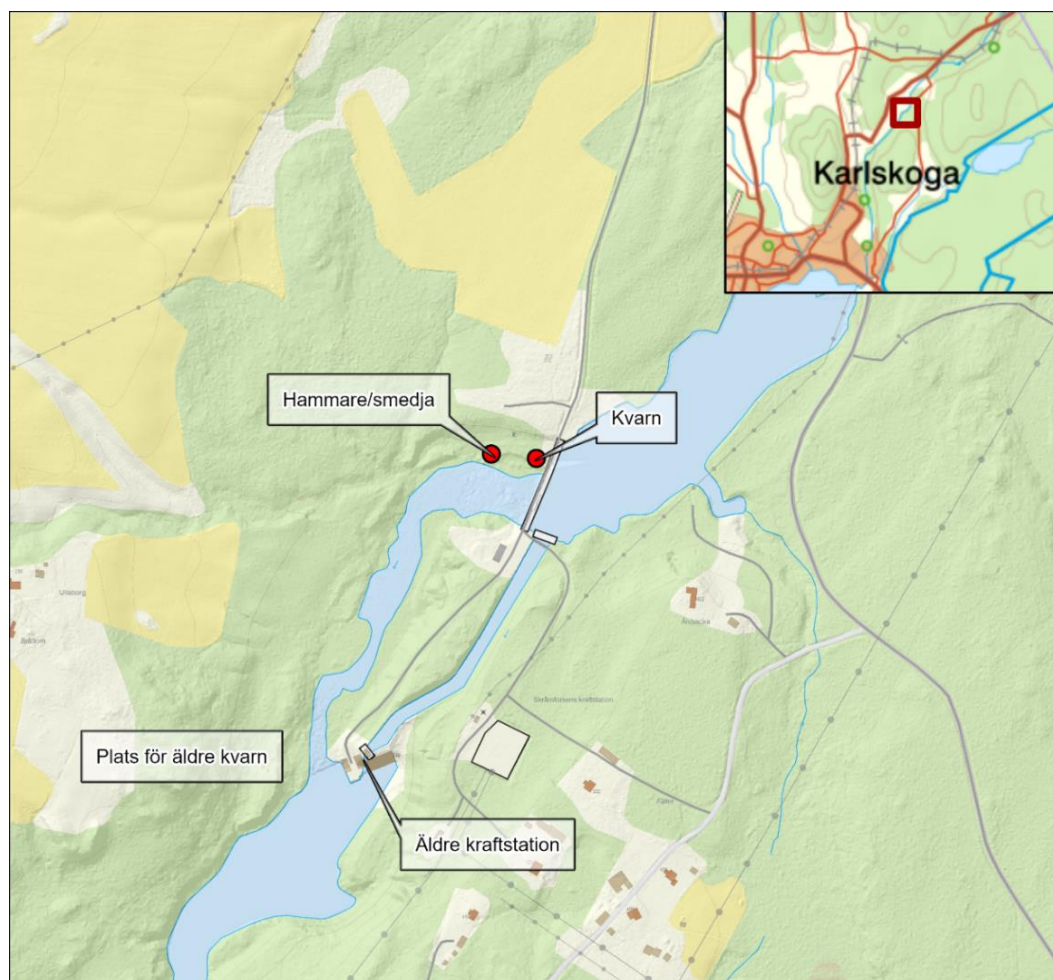 Karlskoga
Hammare/smedja
Kvarn
Plats för äldre kvarn
Äldre kraftstation